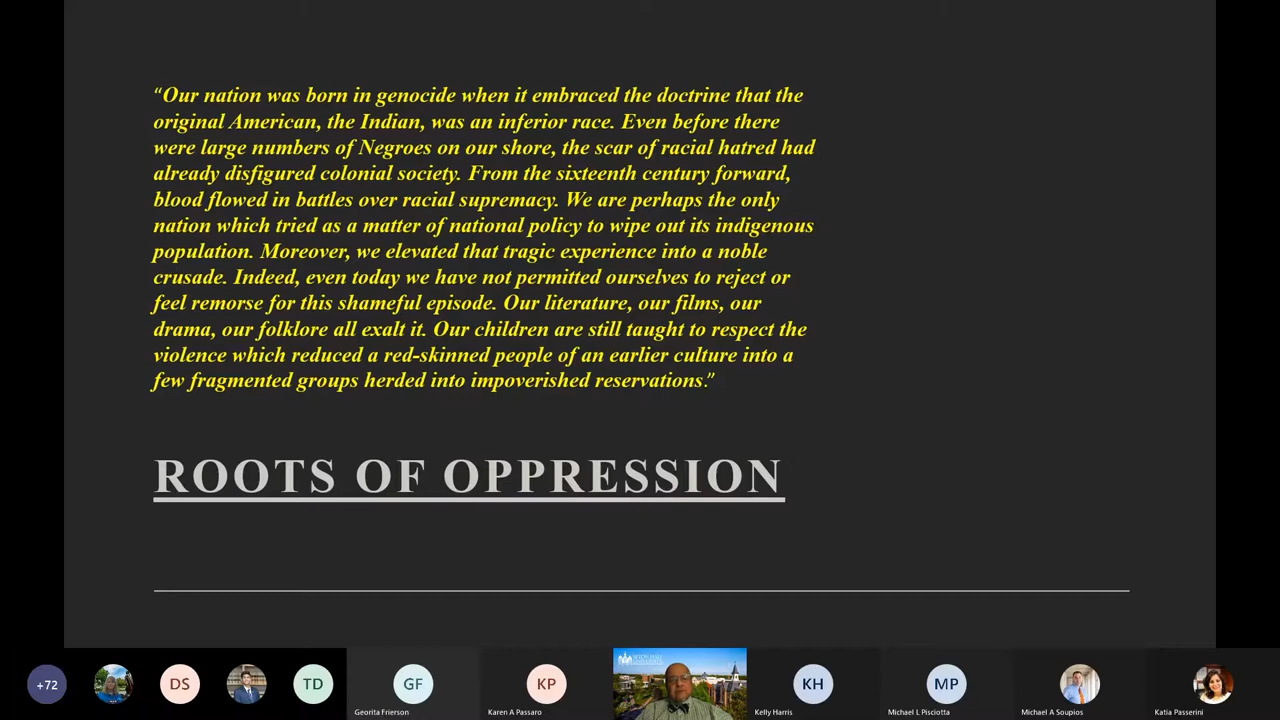 “Our nation was born in genocide when it embraced the doctrine that the
original American, the Indian, was an inferior race. Even before there
were large numbers of Negroes on our shore, the scar of racial hatred had
already disfigured colonial society. From the sixteenth century forward,
blood flowed in battles over racial supremacy. We are perhaps the only
nation which tried as a matter of national policy to wipe out its indigenous
population. Moreover, we elevated that tragic experience into a noble
crusade. Indeed, even today we have not permitted ourselves to reject or
feel remorse for this shameful episode. Our literature, our films, our
drama, our folklore all exalt it. Our children are still taught to respect the
violence which reduced a red-skinned people of an earlier culture into a
few fragmented groups herded into impoverished reservations.”
ROOTS OF OPPRESSION
+72
DS
TD
GF
KP
SETON HALL
UNIVERSITY
KH
MP
Georita Frierson
Karen A Passaro
Kelly Harris
Michael L Pisciotta
Michael A Soupios
Katia Passerini